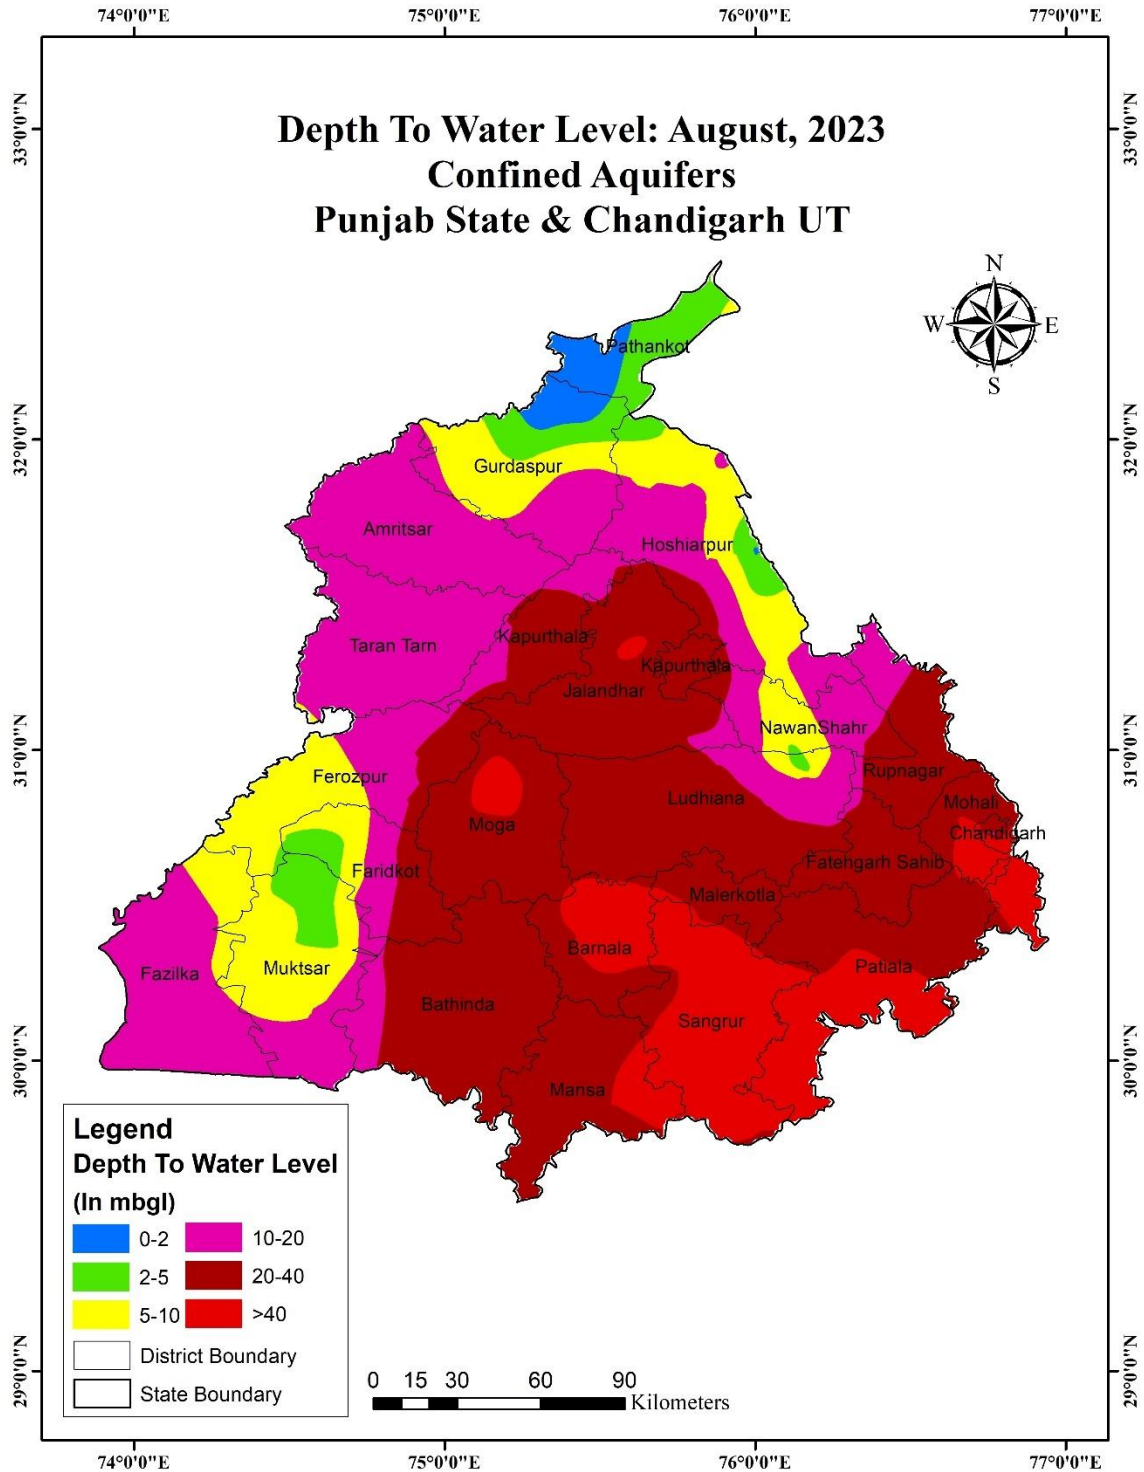 74°0'0"E 75°0'0"E 76°0'0"E 77°0'0"E
33°0'0"N
33°0'0"N
Depth To Water Level: August, 2023
Confined Aquifers
Punjab State & Chandigarh UT
N
W E
S
Pathankot
32°0'0"N
32°0'0"N
Gurdaspur
Amritsar
Hoshiarpur
Taran Tarn
Kapurthala
Kapurthala
Jalandhar
NawanShahr
31°0'0"N
31°0'0"N
Ferozpur
Rupnagar
Ludhiana
Mohali
Moga
Chandigarh
Faridkot
Fatehgarh Sahib
Malerkotla
Barnala
Fazilka
Muktsar
Patiala
Bathinda
Sangrur
30°0'0"N
30°0'0"N
Mansa
Legend
Depth To Water Level
(In mbgl)
0-2 10-20
2-5 20-40
5-10 >40
District Boundary
State Boundary
0 15 30 60 90
Kilometers
29°0'0"N
29°0'0"N
74°0'0"E 75°0'0"E 76°0'0"E 77°0'0"E